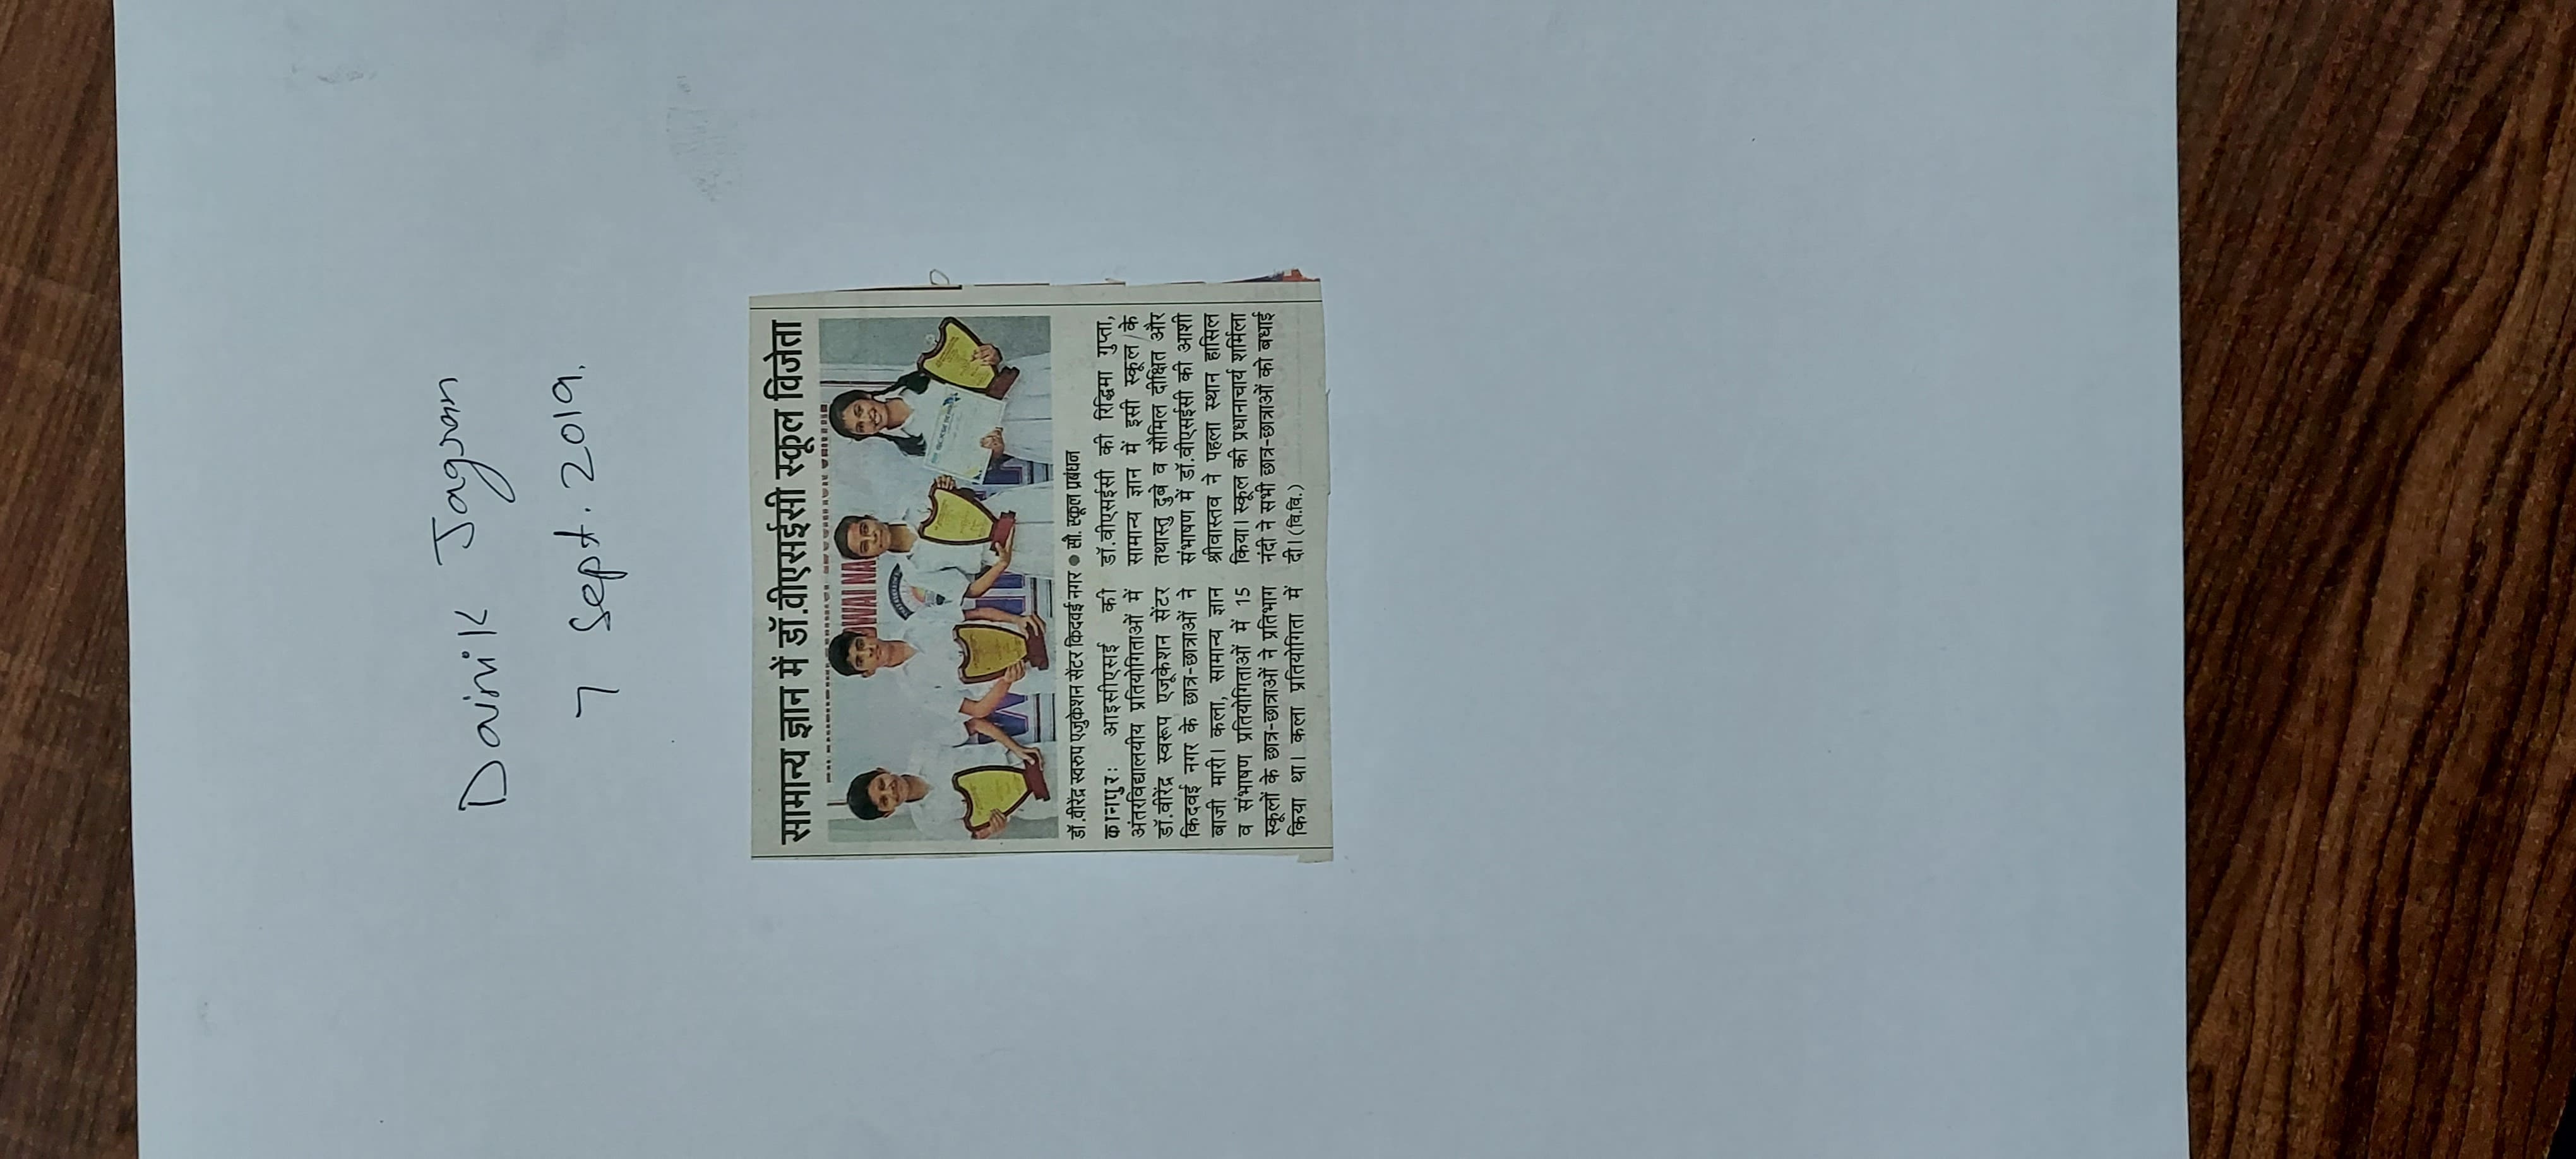 Dainik Jagran
7 Sept. 2019.
सामान्य ज्ञान में डॉ.वीएसईसी स्कूल विजेता
DWAI NAG
डॉ.वीरेंद्र स्वरुप एजुकेशन सेंटर किदवई नगर ● सौ. स्कूल प्रबंधन
कानपुर: आइसीएसई की
अंतरविद्यालयीय प्रतियोगिताओं में
डॉ.वीरेंद्र स्वरूप एजूकेशन सेंटर
किदवई नगर के छात्र-छात्राओं ने
बाजी मारी। कला, सामान्य ज्ञान
व संभाषण प्रतियोगिताओं में 15
स्कूलों के छात्र-छात्राओं ने प्रतिभाग
किया था। कला प्रतियोगिता में
डॉ.वीएसईसी की रिद्धिमा गुप्ता,
सामान्य ज्ञान में इसी स्कूल के
तथास्तु दुबे व सौमिल दीक्षित और
संभाषण में डॉ.वीएसईसी की आशी
श्रीवास्तव ने पहला स्थान हासिल
किया। स्कूल की प्रधानाचार्य शर्मिला
नंदी ने सभी छात्र-छात्राओं को बधाई
दी। (वि.वि.)